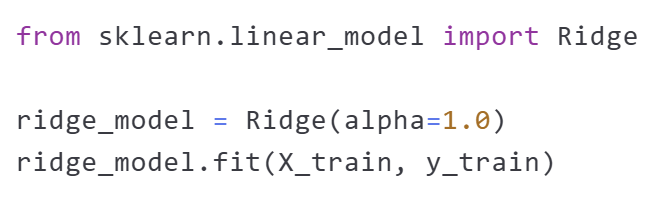 from sklearn.linear_model import Ridge
ridge_model = Ridge(alpha=1.0)
ridge_model.fit(X_train, y_train)